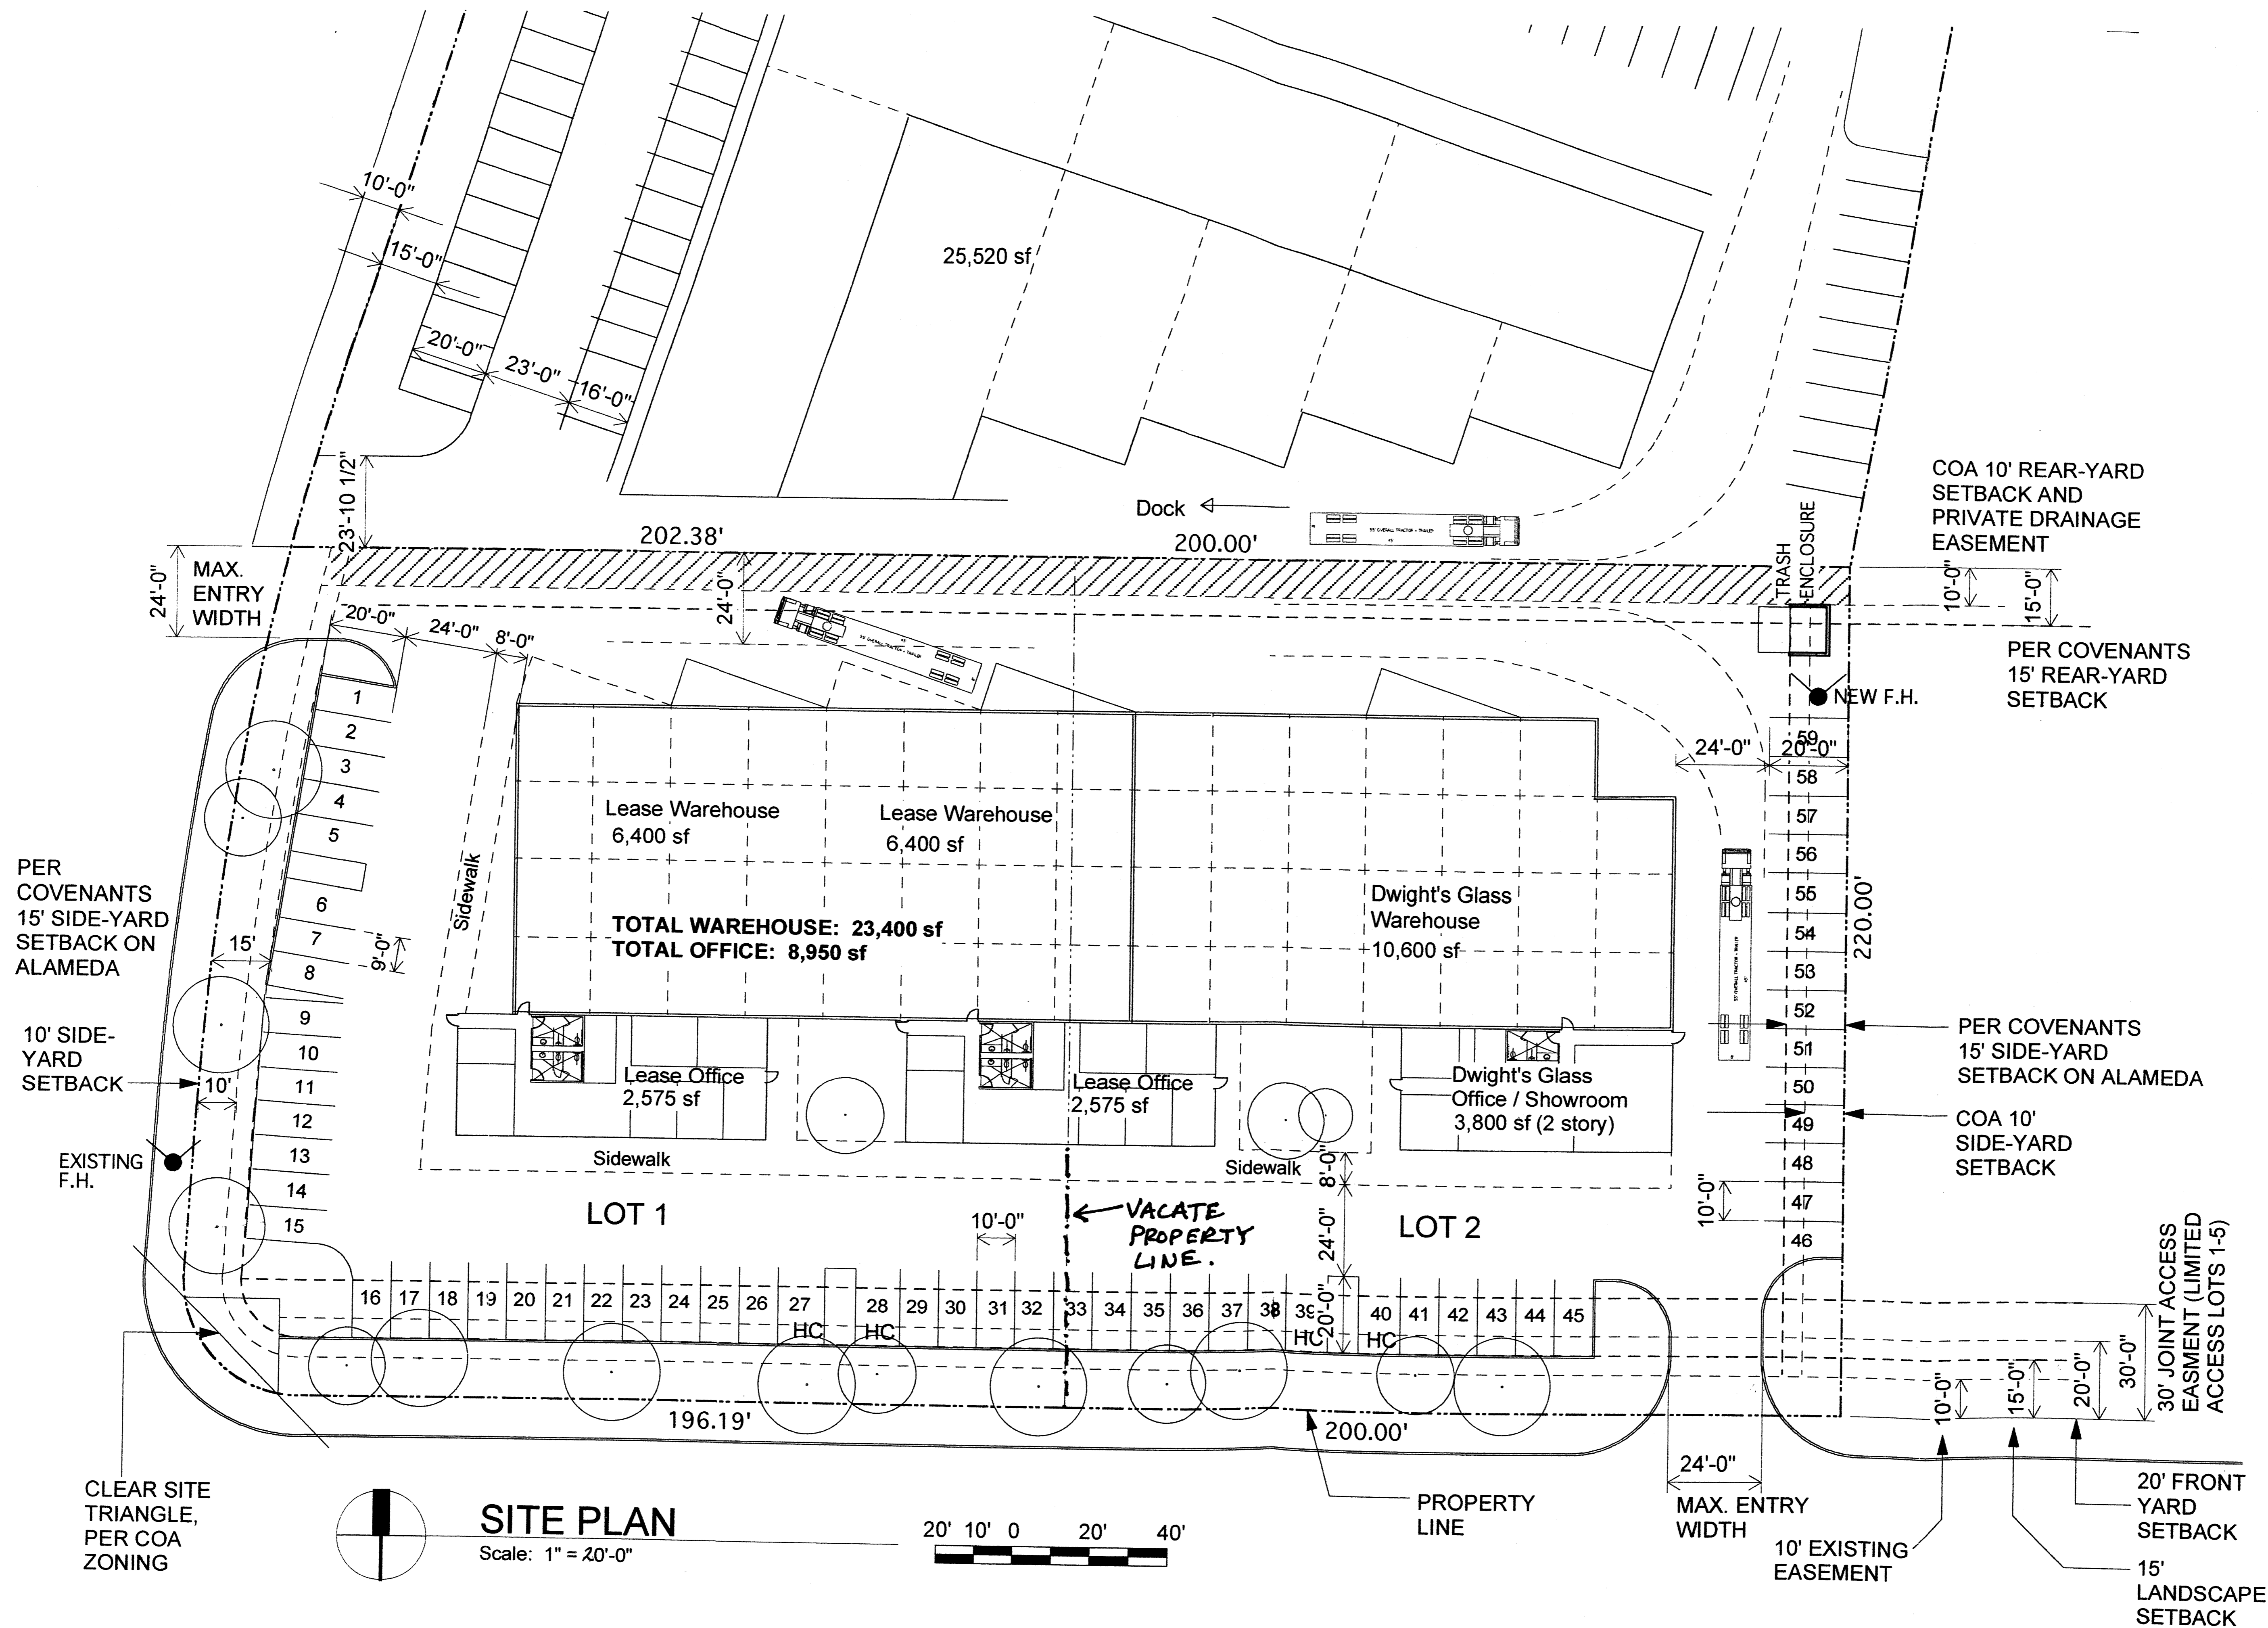 10'-0"
15'-0"
20'-0"
23'-0"
16'-0"
25,520 sf
Dock
23'-10 1/2"
202.38'
200.00'
24'-0"
MAX.
ENTRY
WIDTH
20'-0"
24'-0"
8'-0"
24'-0"
TRASH
ENCLOSURE
COA 10' REAR-YARD
SETBACK AND
PRIVATE DRAINAGE
EASEMENT
10'-0"
15'-0"
PER COVENANTS
15' REAR-YARD
SETBACK
NEW F.H.
24'-0"
20'-0"
1
2
3
4
5
6
7
8
9
10
11
12
13
14
15
9'-0"
Sidewalk
Lease Warehouse
6,400 sf
Lease Warehouse
6,400 sf
TOTAL WAREHOUSE: 23,400 sf
TOTAL OFFICE: 8,950 sf
Dwight's Glass
Warehouse
10,600 sf
59
58
57
56
55
54
53
52
51
50
49
48
47
46
220.00'
10'-0"
PER
COVENANTS
15' SIDE-YARD
SETBACK ON
ALAMEDA
15'
10' SIDE-
YARD
SETBACK
10'
EXISTING
F.H.
Lease Office
2,575 sf
Lease Office
2,575 sf
Dwight's Glass
Office / Showroom
3,800 sf (2 story)
PER COVENANTS
15' SIDE-YARD
SETBACK ON ALAMEDA
COA 10'
SIDE-YARD
SETBACK
Sidewalk
Sidewalk
8'-0"
24'-0"
20'-0"
LOT 1
10'-0"
VACATE
PROPERTY
LINE.
LOT 2
16 17 18 19 20 21 22 23 24 25 26 27 28 29 30 31 32 33 34 35 36 37 38 39 40 41 42 43 44 45
HC HC HC HC
30' JOINT ACCESS
EASMENT (LIMITED
ACCESS LOTS 1-5)
10'-0"
15'-0"
20'-0"
30'-0"
196.19'
200.00'
24'-0"
MAX. ENTRY
WIDTH
PROPERTY
LINE
10' EXISTING
EASEMENT
20' FRONT
YARD
SETBACK
15'
LANDSCAPE
SETBACK
CLEAR SITE
TRIANGLE,
PER COA
ZONING
SITE PLAN
Scale: 1" = 20'-0"
20' 10' 0 20' 40'